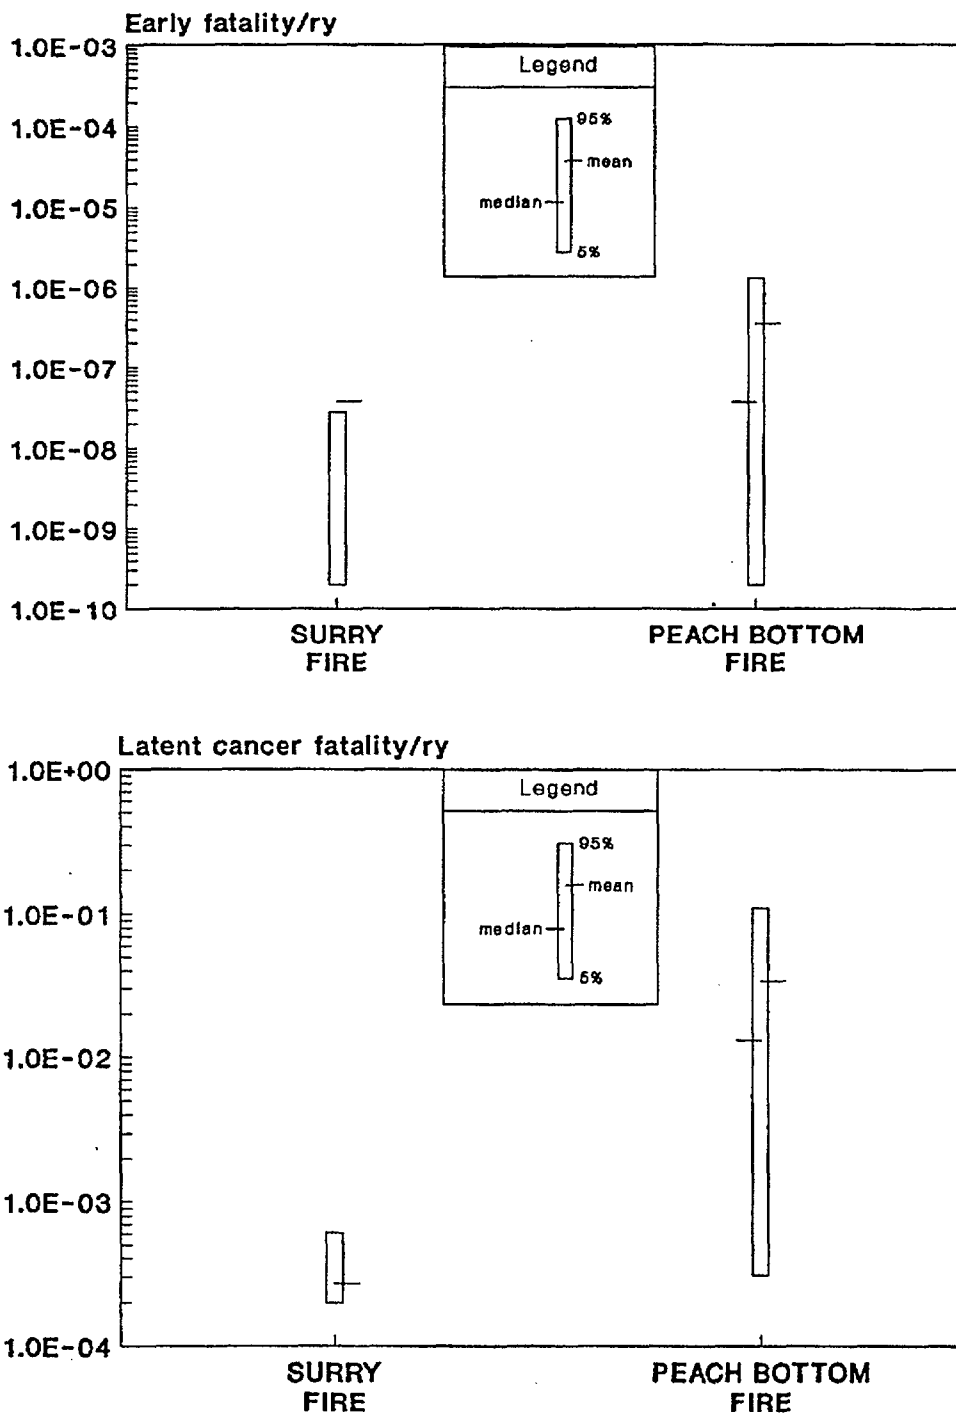 Early fatality/ry
1.0E-03
1.0E-04
1.0E-05
1.0E-06
1.0E-07
1.0E-08
1.0E-09
1.0E-10
Legend
95%
mean
median
5%
SURRY
FIRE
PEACH BOTTOM
FIRE
Latent cancer fatality/ry
1.0E+00
1.0E-01
1.0E-02
1.0E-03
1.0E-04
Legend
95%
mean
median
5%
SURRY
FIRE
PEACH BOTTOM
FIRE